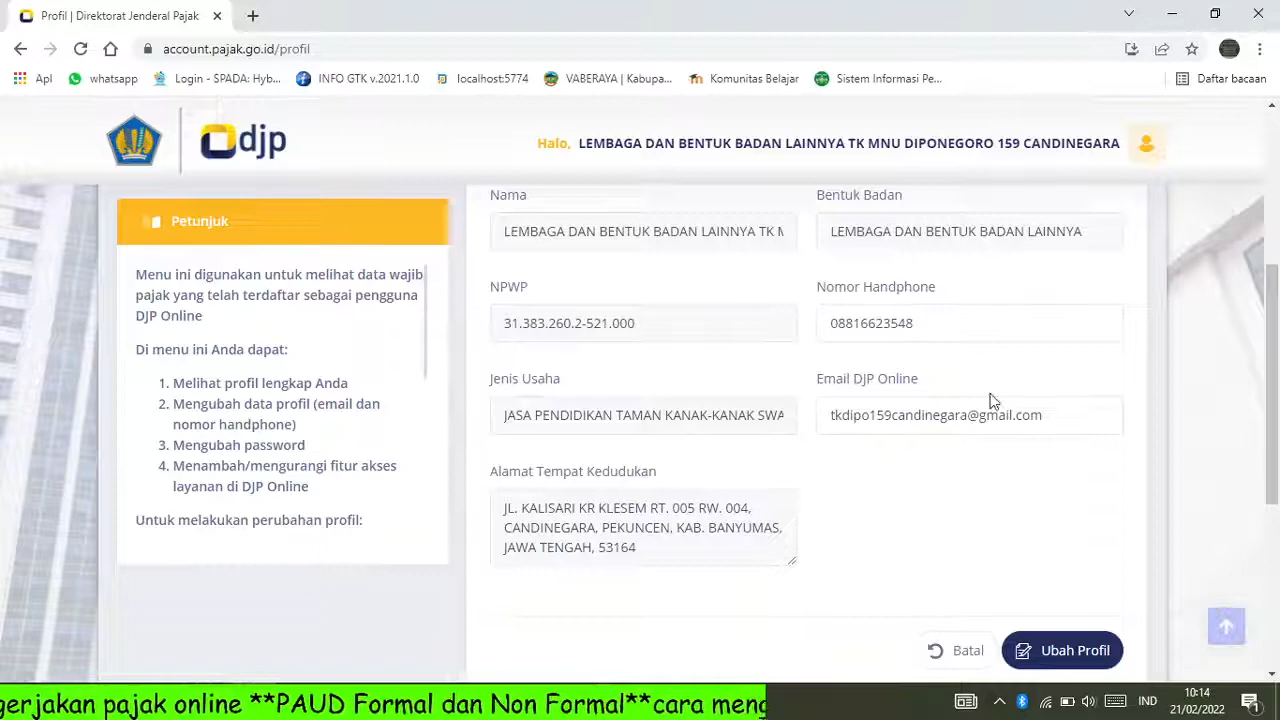 Profil | Direktorat Jenderal Pajak
account.pajak.go.id/profil
Apl
whatsapp
Login - SPADA: Hyb...
INFO GTK v.2021.1.0
localhost:5774
VABERAYA | Kabupa...
Komunitas Belajar
Sistem Informasi Pe...
Daftar bacaan
djp
Halo, LEMBAGA DAN BENTUK BADAN LAINNYA TK MNU DIPONEGORO 159 CANDINEGARA
Petunjuk
Menu ini digunakan untuk melihat data wajib
pajak yang telah terdaftar sebagai pengguna
DJP Online
Di menu ini Anda dapat:
1. Melihat profil lengkap Anda
2. Mengubah data profil (email dan
nomor handphone)
3. Mengubah password
4. Menambah/mengurangi fitur akses
layanan di DJP Online
Untuk melakukan perubahan profil:
Nama
LEMBAGA DAN BENTUK BADAN LAINNYA TK M
Bentuk Badan
LEMBAGA DAN BENTUK BADAN LAINNYA
NPWP
31.383.260.2-521.000
Nomor Handphone
08816623548
Jenis Usaha
JASA PENDIDIKAN TAMAN KANAK-KANAK SWA
Email DJP Online
tkdipo159candinegara@gmail.com
Alamat Tempat Kedudukan
JL. KALISARI KR KLESEM RT. 005 RW. 004,
CANDINEGARA, PEKUNCEN, KAB. BANYUMAS,
JAWA TENGAH, 53164
Batal
Ubah Profil
gerjakan pajak online **PAUD Formal dan Non Formal**cara meng
IND
10:14
21/02/2022
1